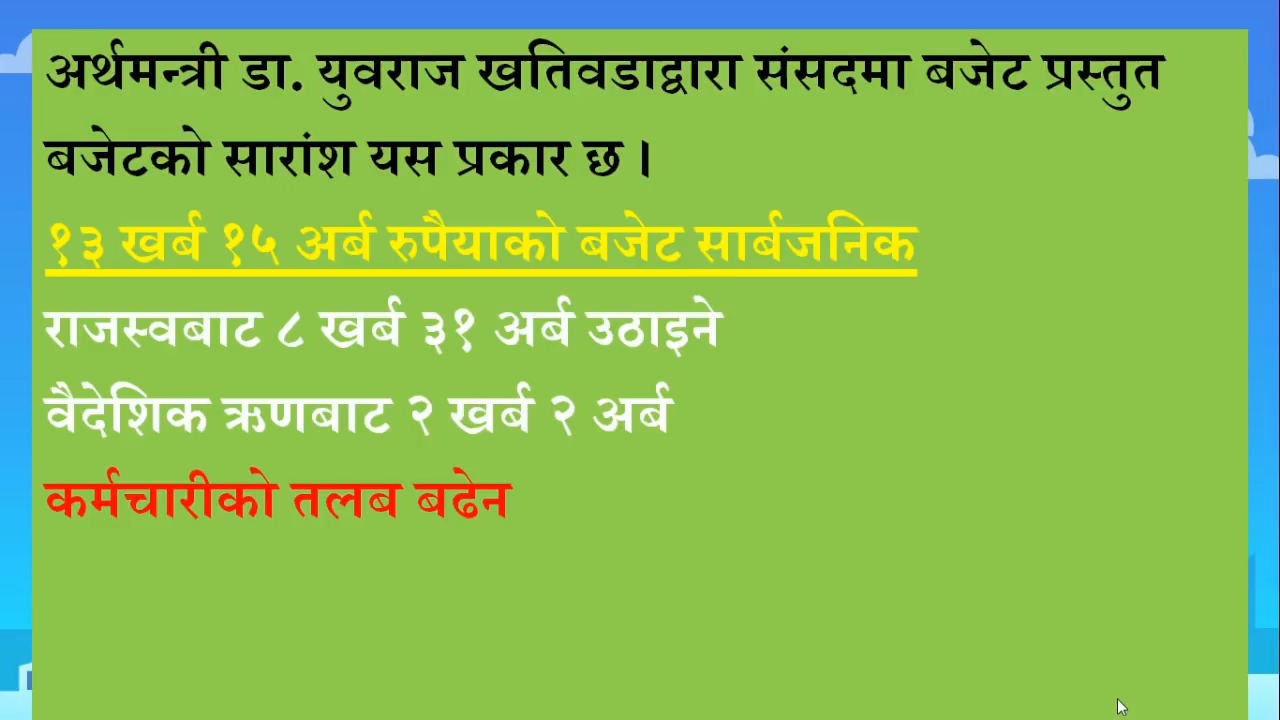 अर्थमन्त्री डा. युवराज खतिवडाद्वारा संसदमा बजेट प्रस्तुत
बजेटको सारांश यस प्रकार छ ।
१३ खर्ब १५ अर्ब रुपैयाको बजेट सार्बजनिक
राजस्वबाट ८ खर्ब ३१ अर्ब उठाइने
वैदेशिक ऋणबाट २ खर्ब २ अर्ब
कर्मचारीको तलब बढेन